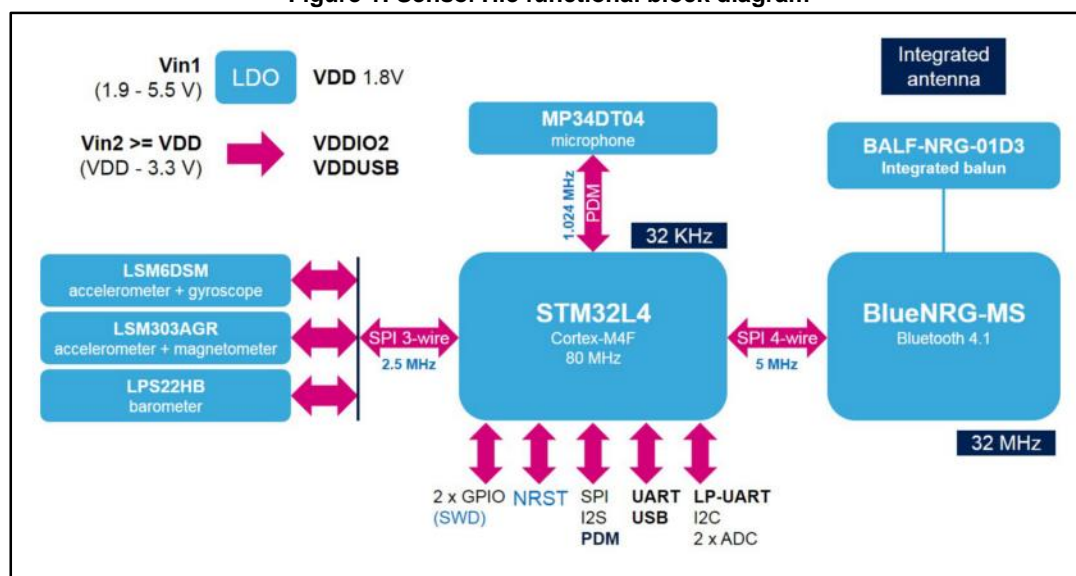 Figure 1. SensorTile functional block diagram
Vin1
(1.9 - 5.5 V)
LDO
VDD 1.8V
Vin2 >= VDD
(VDD - 3.3 V)
VDDIO2
VDDUSB
MP34DT04
microphone
1.024 MHz
PDM
32 KHz
Integrated
antenna
BALF-NRG-01D3
Integrated balun
LSM6DSM
accelerometer + gyroscope
LSM303AGR
accelerometer + magnetometer
LPS22HB
barometer
SPI 3-wire
2.5 MHz
STM32L4
Cortex-M4F
80 MHz
SPI 4-wire
5 MHz
BlueNRG-MS
Bluetooth 4.1
32 MHz
2 x GPIO
(SWD)
NRST
SPI
I2S
PDM
UART
USB
LP-UART
I2C
2 x ADC